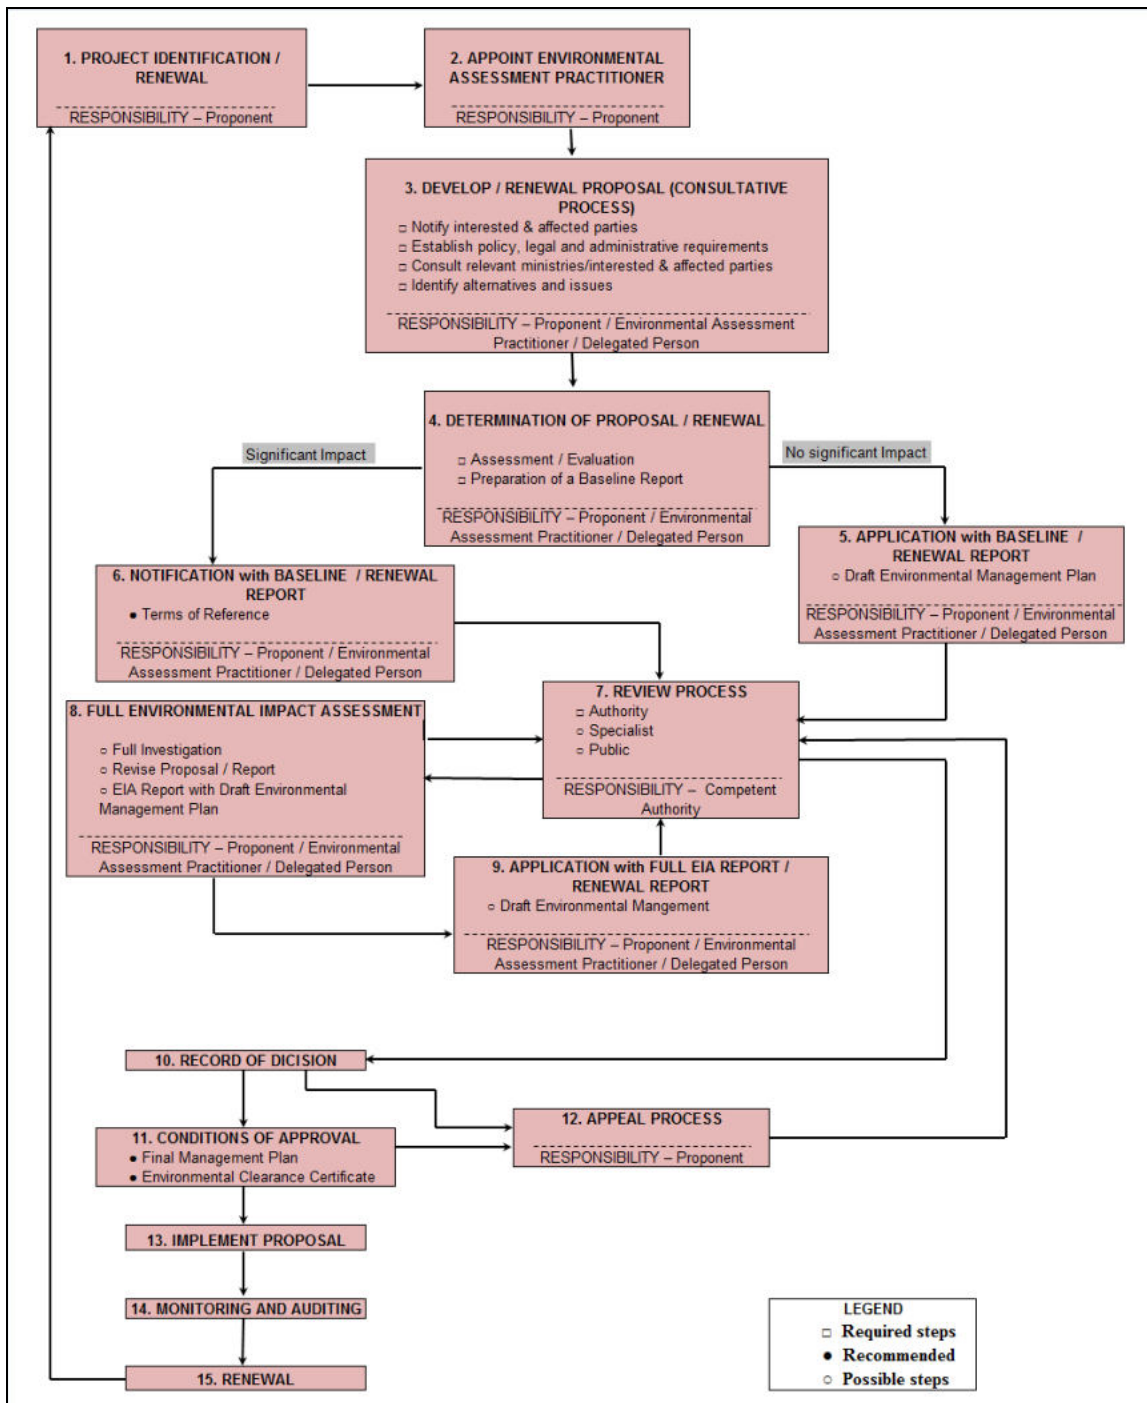 1. PROJECT IDENTIFICATION /
RENEWAL
RESPONSIBILITY – Proponent
2. APPOINT ENVIRONMENTAL
ASSESSMENT PRACTITIONER
RESPONSIBILITY – Proponent
3. DEVELOP / RENEWAL PROPOSAL (CONSULTATIVE
PROCESS)
□ Notify interested & affected parties
□ Establish policy, legal and administrative requirements
□ Consult relevant ministries/interested & affected parties
□ Identify alternatives and issues
RESPONSIBILITY – Proponent / Environmental Assessment
Practitioner / Delegated Person
4. DETERMINATION OF PROPOSAL / RENEWAL
□ Assessment / Evaluation
□ Preparation of a Baseline Report
RESPONSIBILITY – Proponent / Environmental
Assessment Practitioner / Delegated Person
Significant Impact
No significant Impact
5. APPLICATION with BASELINE /
RENEWAL REPORT
○ Draft Environmental Management Plan
RESPONSIBILITY – Proponent / Environmental
Assessment Practitioner / Delegated Person
6. NOTIFICATION with BASELINE / RENEWAL
REPORT
● Terms of Reference
RESPONSIBILITY – Proponent / Environmental
Assessment Practitioner / Delegated Person
7. REVIEW PROCESS
□ Authority
○ Specialist
○ Public
RESPONSIBILITY – Competent
Authority
8. FULL ENVIRONMENTAL IMPACT ASSESSMENT
○ Full Investigation
○ Revise Proposal / Report
○ EIA Report with Draft Environmental
Management Plan
RESPONSIBILITY – Proponent / Environmental
Assessment Practitioner / Delegated Person
9. APPLICATION with FULL EIA REPORT /
RENEWAL REPORT
○ Draft Environmental Mangement
RESPONSIBILITY – Proponent / Environmental
Assessment Practitioner / Delegated Person
10. RECORD OF DICISION
11. CONDITIONS OF APPROVAL
● Final Management Plan
● Environmental Clearance Certificate
12. APPEAL PROCESS
RESPONSIBILITY – Proponent
13. IMPLEMENT PROPOSAL
14. MONITORING AND AUDITING
15. RENEWAL
LEGEND
□ Required steps
● Recommended
○ Possible steps